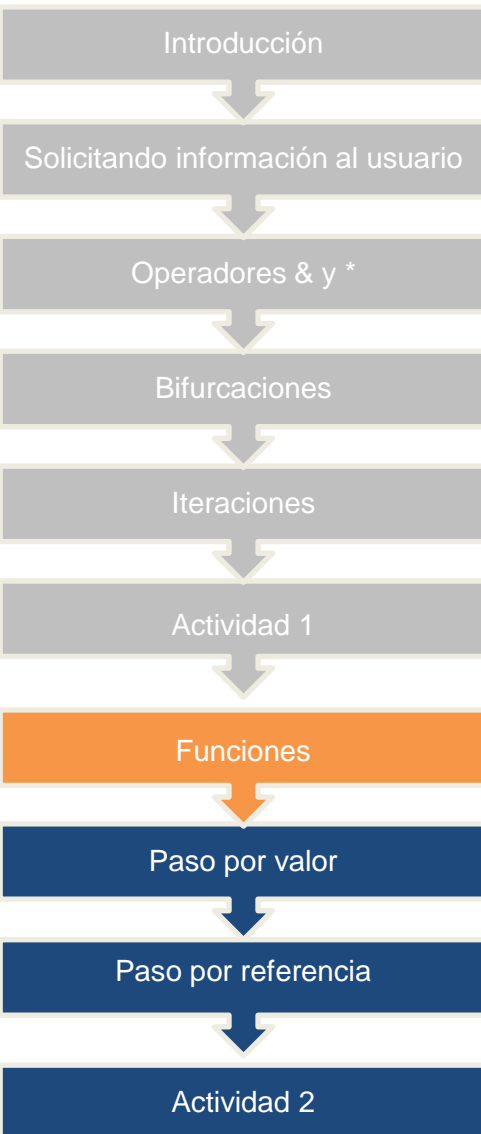 Introducción
Solicitando información al usuario
Operadores & y *
Bifurcaciones
Iteraciones
Actividad 1
Funciones
Paso por valor
Paso por referencia
Actividad 2